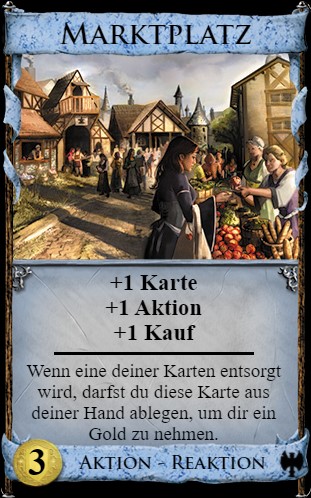 Marktplatz
+1 Karte
+1 Aktion
+1 Kauf
Wenn eine deiner Karten entsorgt
wird, darfst du diese Karte aus
deiner Hand ablegen, um dir ein
Gold zu nehmen.
3 Aktion - Reaktion